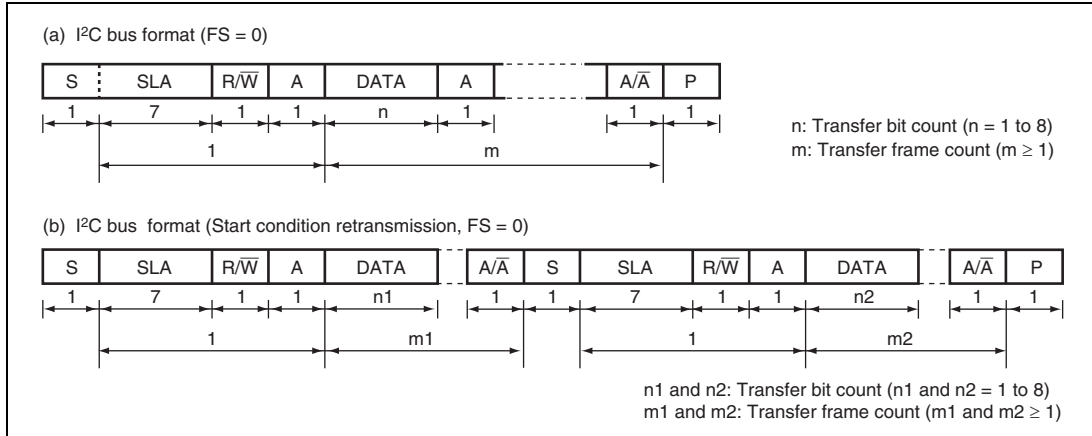 (a) I²C bus format (FS = 0)
S SLA R/W̅ A DATA A A/A̅ P
1 7 1 1 n 1 1 1
1 m
n: Transfer bit count (n = 1 to 8)
m: Transfer frame count (m ≥ 1)
(b) I²C bus format (Start condition retransmission, FS = 0)
S SLA R/W̅ A DATA A/A̅ S SLA R/W̅ A DATA A/A̅ P
1 7 1 1 n1 1 1 7 1 1 n2 1 1
1 m1 1 m2
n1 and n2: Transfer bit count (n1 and n2 = 1 to 8)
m1 and m2: Transfer frame count (m1 and m2 ≥ 1)